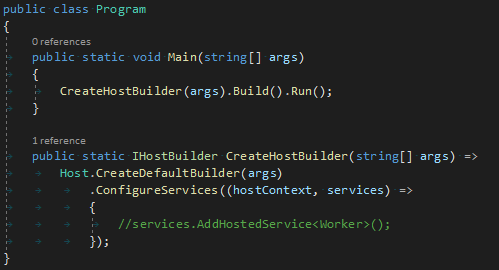 public class Program
{
0 references
public static void Main(string[] args)
{
CreateHostBuilder(args).Build().Run();
}
1 reference
public static IHostBuilder CreateHostBuilder(string[] args) =>
Host.CreateDefaultBuilder(args)
.ConfigureServices((hostContext, services) =>
{
//services.AddHostedService<Worker>();
});
}